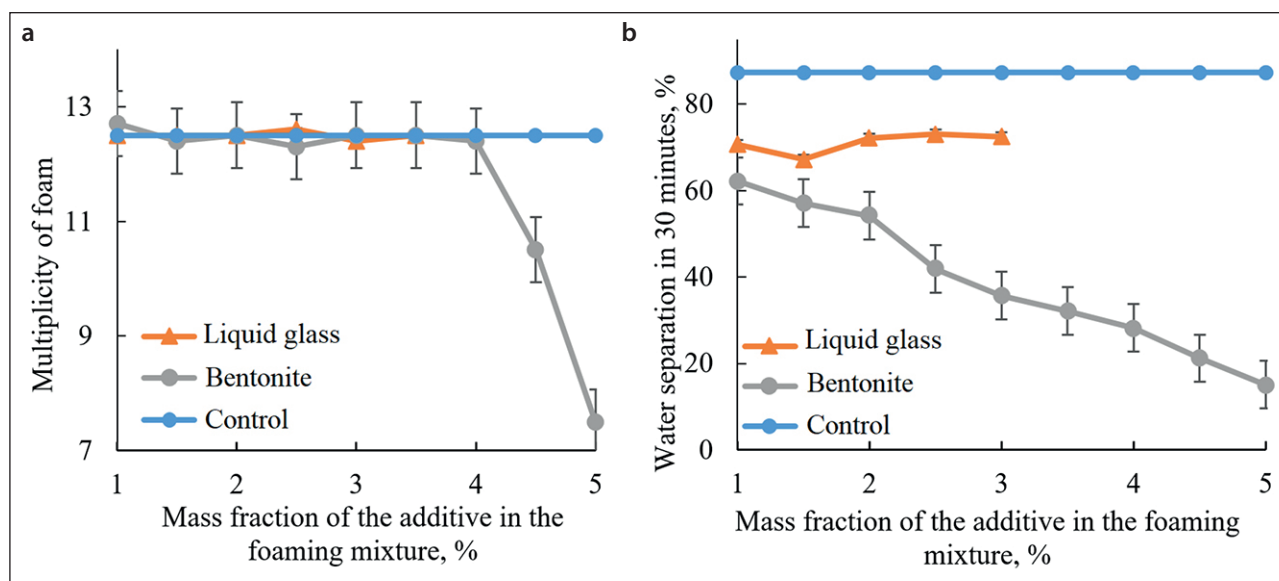 a
Multiplicity of foam
13
11
9
7
Liquid glass
Bentonite
Control
1 2 3 4 5
Mass fraction of the additive in the
foaming mixture, %
b
Water separation in 30 minutes, %
80
60
40
20
0
Liquid glass
Bentonite
Control
1 2 3 4 5
Mass fraction of the additive in the foaming
mixture, %